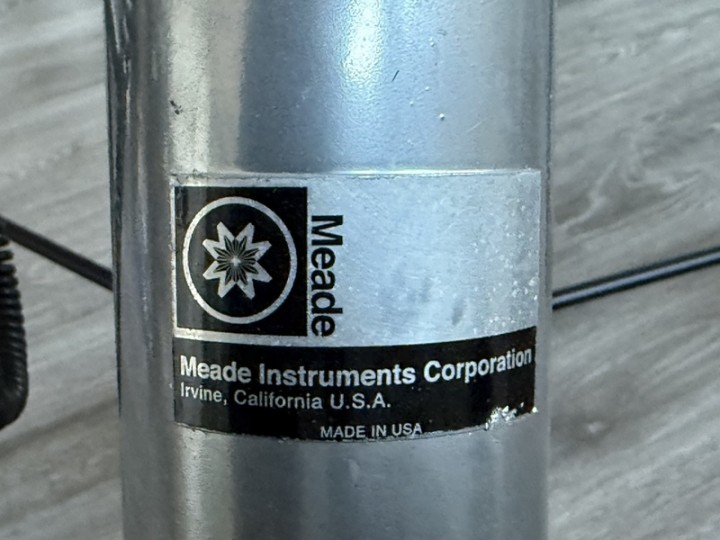 Meade
Meade Instruments Corporation
Irvine, California U.S.A.
MADE IN USA